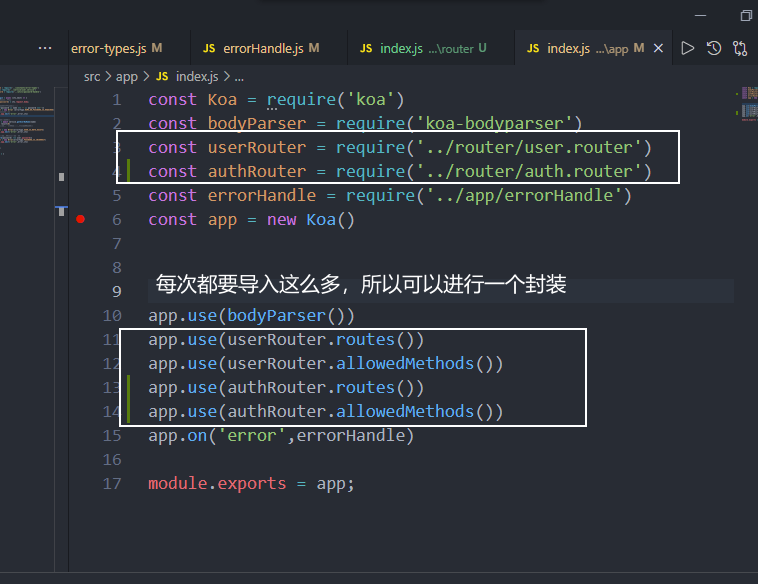 ··· error-types.js M JS errorHandle.js M JS index.js ...\router U JS index.js ...\app M ×
src > app > JS index.js > ...
1 const Koa = require('koa')
2 const bodyParser = require('koa-bodyparser')
3 const userRouter = require('../router/user.router')
4 const authRouter = require('../router/auth.router')
5 const errorHandle = require('../app/errorHandle')
6 const app = new Koa()
7
8
9 每次都要导入这么多，所以可以进行一个封装
10 app.use(bodyParser())
11 app.use(userRouter.routes())
12 app.use(userRouter.allowedMethods())
13 app.use(authRouter.routes())
14 app.use(authRouter.allowedMethods())
15 app.on('error',errorHandle)
16
17 module.exports = app;